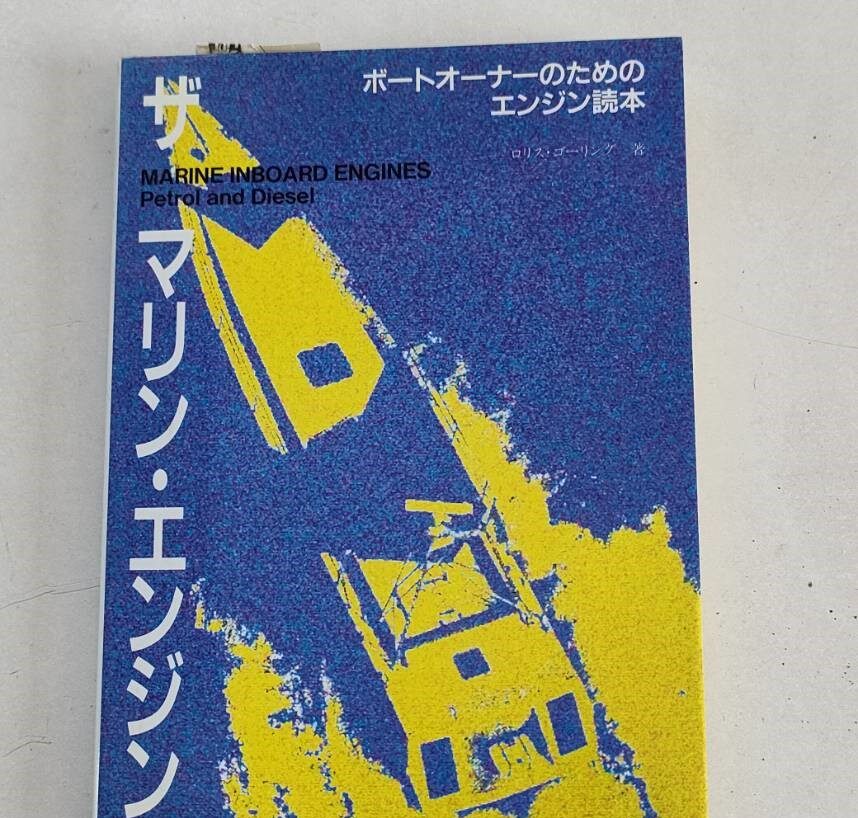 ボートオーナーのための
エンジン読本
ロリス・ゴーリング 著
MARINE INBOARD ENGINES
Petrol and Diesel
ザ マリン・エンジン